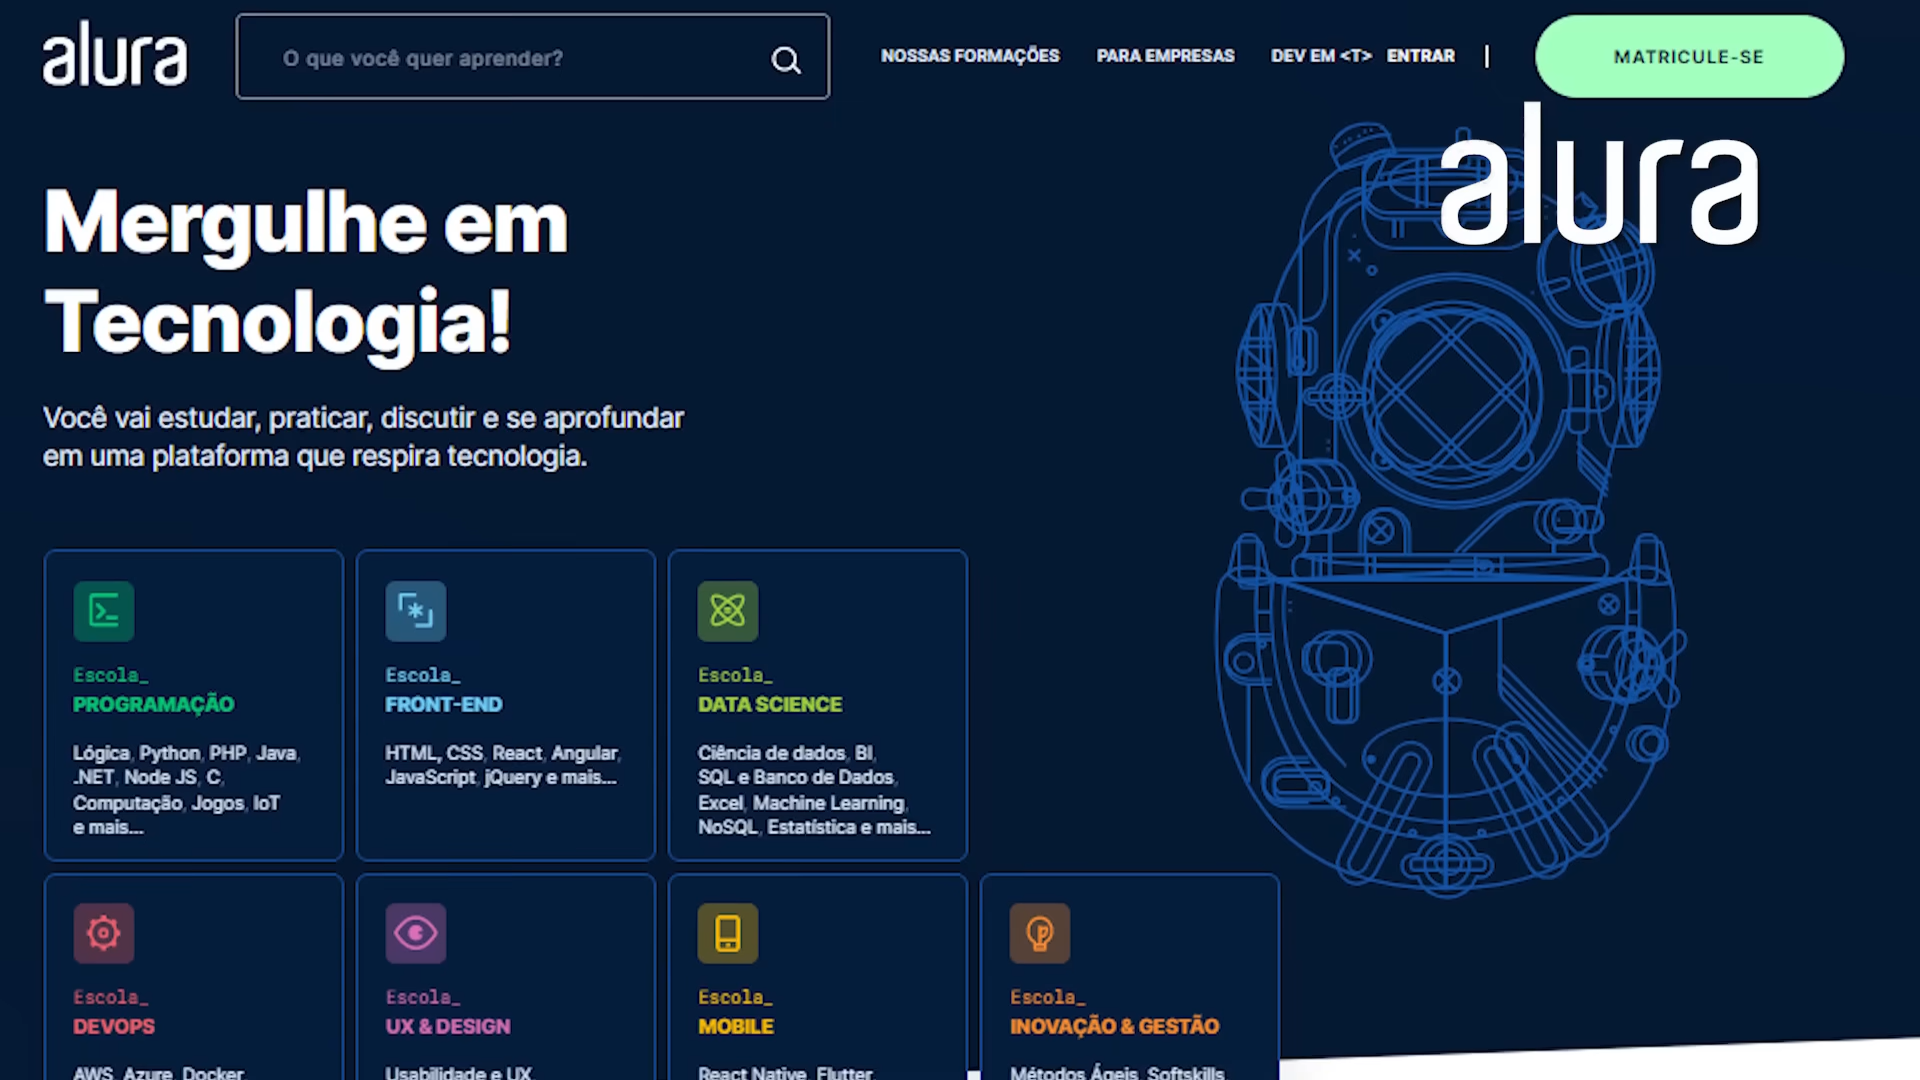 alura
O que você quer aprender?
NOSSAS FORMAÇÕES
PARA EMPRESAS
DEV EM <T>
ENTRAR
MATRICULE-SE
alura
Mergulhe em
Tecnologia!
Você vai estudar, praticar, discutir e se aprofundar
em uma plataforma que respira tecnologia.
Escola_
PROGRAMAÇÃO
Lógica, Python, PHP, Java,
.NET, Node JS, C,
Computação, Jogos, IoT
e mais...
Escola_
FRONT-END
HTML, CSS, React, Angular,
JavaScript, jQuery e mais...
Escola_
DATA SCIENCE
Ciência de dados, BI,
SQL e Banco de Dados,
Excel, Machine Learning,
NoSQL, Estatística e mais...
Escola_
DEVOPS
AWS, Azure, Docker,
Escola_
UX & DESIGN
Usabilidade e UX,
Escola_
MOBILE
React Native, Flutter,
Escola_
INOVAÇÃO & GESTÃO
Métodos Ágeis, Softskills,